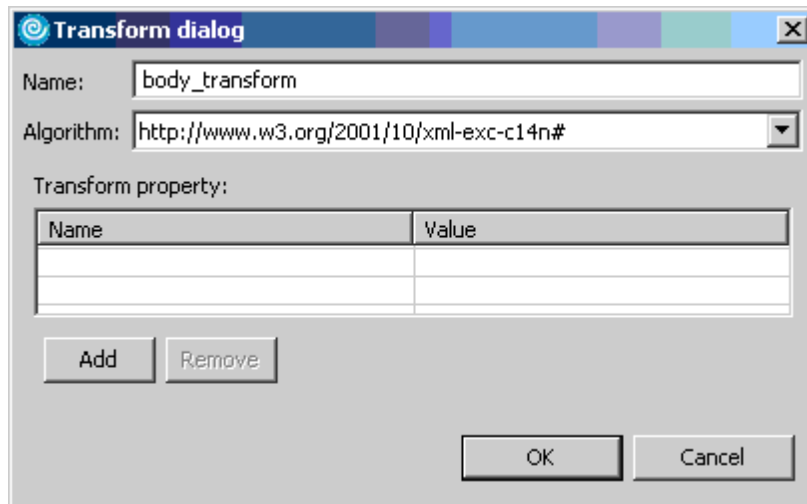 Transform dialog
Name: body_transform
Algorithm: http://www.w3.org/2001/10/xml-exc-c14n#
Transform property:
Name Value
Add Remove
OK Cancel